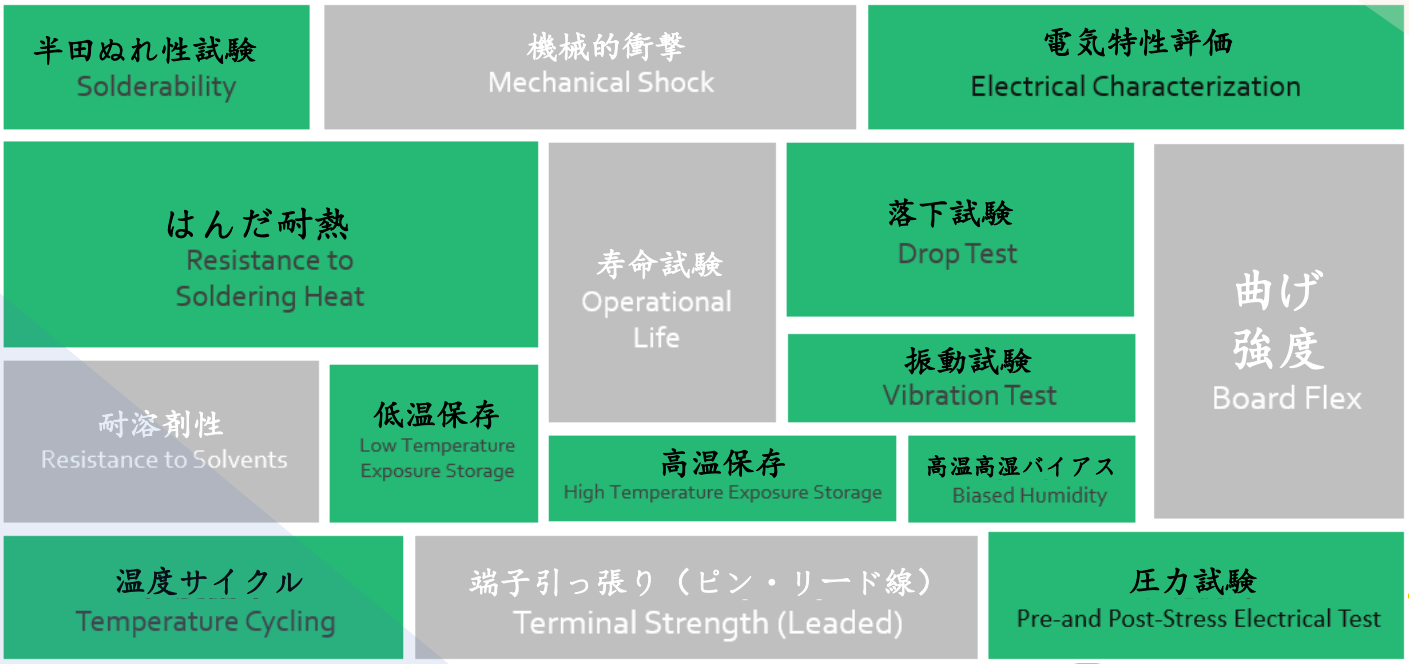 半田ぬれ性試験
Solderability
機械的衝撃
Mechanical Shock
電気特性評価
Electrical Characterization
はんだ耐熱
Resistance to
Soldering Heat
寿命試験
Operational
Life
落下試験
Drop Test
曲げ
強度
Board Flex
振動試験
Vibration Test
耐溶剤性
Resistance to Solvents
低温保存
Low Temperature
Exposure Storage
高温保存
High Temperature Exposure Storage
高温高湿バイアス
Biased Humidity
温度サイクル
Temperature Cycling
端子引っ張り（ピン・リード線）
Terminal Strength (Leaded)
圧力試験
Pre-and Post-Stress Electrical Test